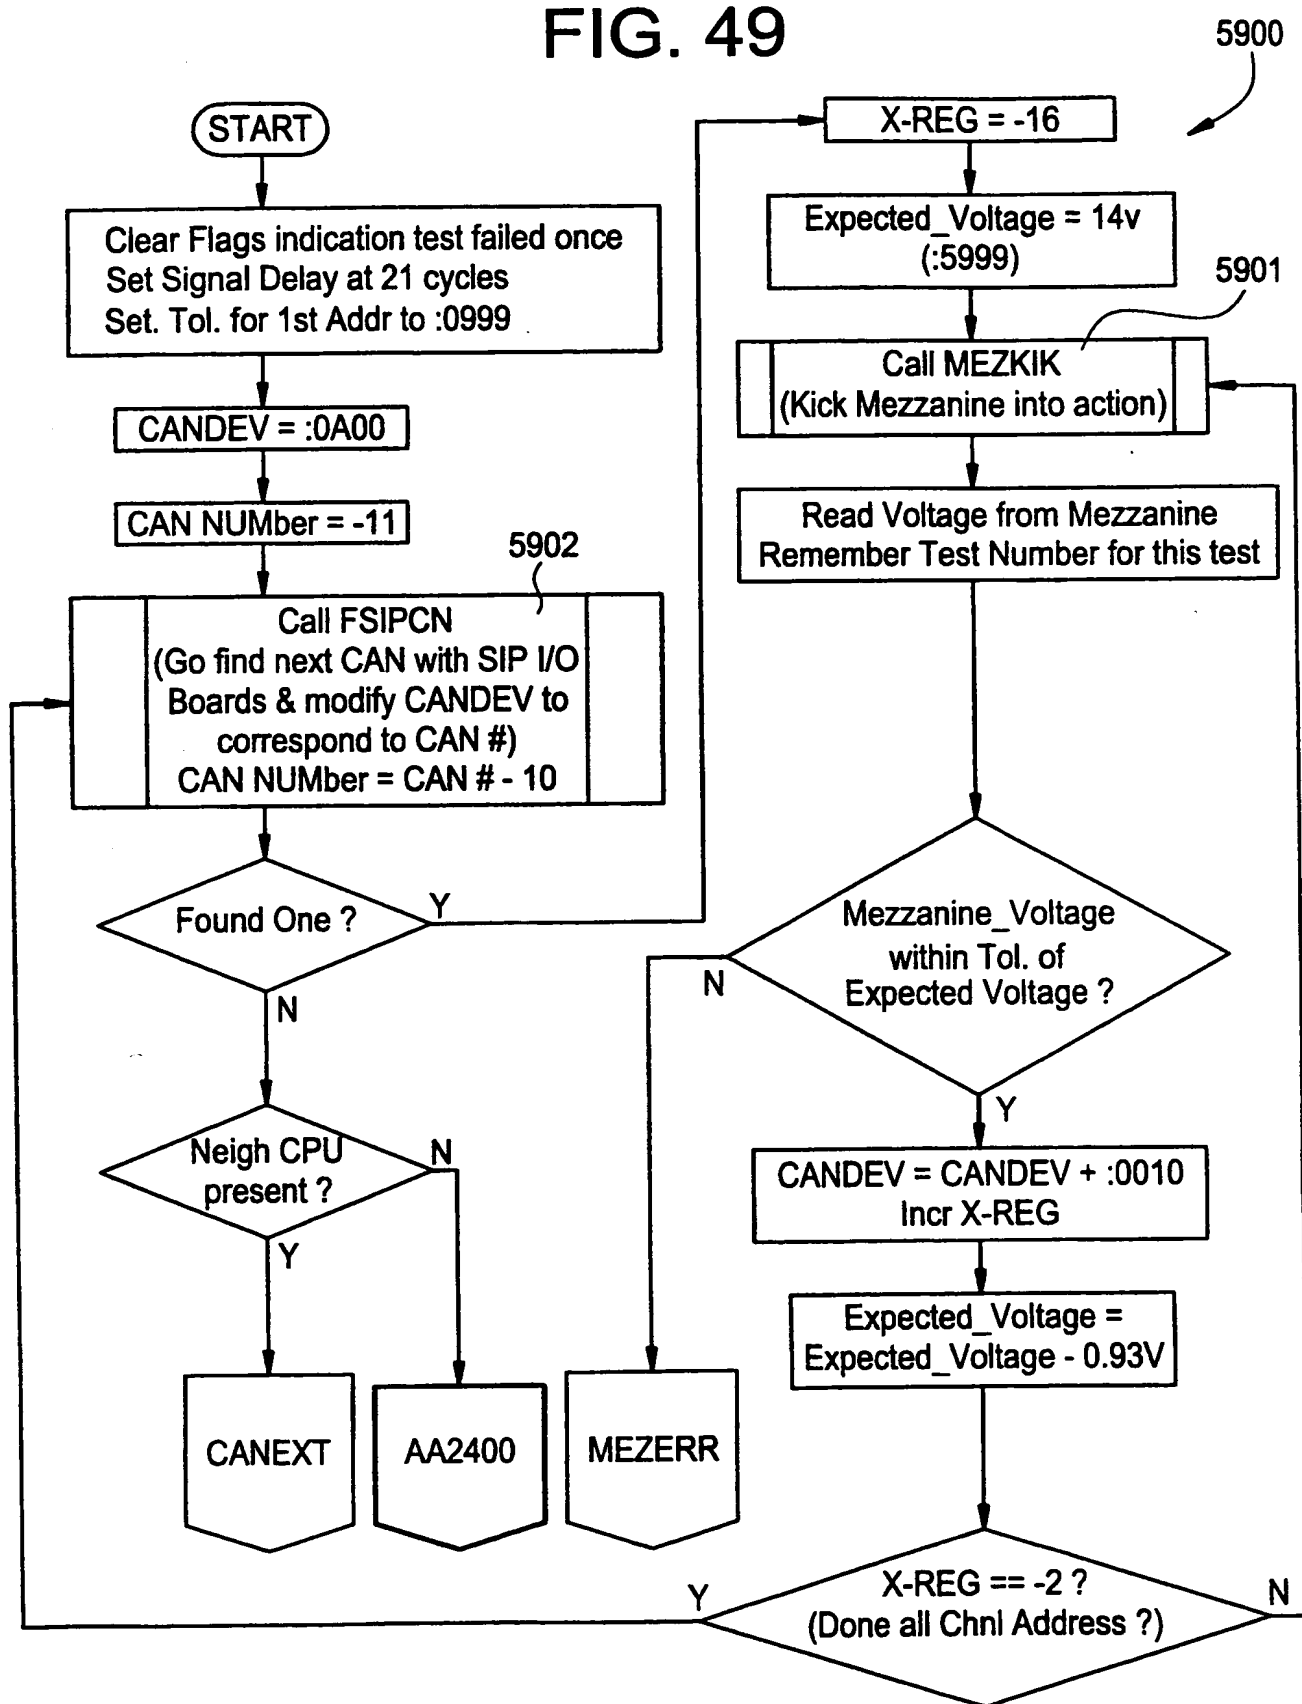 FIG. 49
5900
START
Clear Flags indication test failed once
Set Signal Delay at 21 cycles
Set. Tol. for 1st Addr to :0999
CANDEV = :0A00
CAN NUMber = -11
5902
Call FSIPCN
(Go find next CAN with SIP I/O
Boards & modify CANDEV to
correspond to CAN #)
CAN NUMber = CAN # - 10
Found One ?
Y
N
Neigh CPU
present ?
N
Y
CANEXT
AA2400
MEZERR
X-REG = -16
Expected_Voltage = 14v
(:5999)
5901
Call MEZKIK
(Kick Mezzanine into action)
Read Voltage from Mezzanine
Remember Test Number for this test
Mezzanine_Voltage
within Tol. of
Expected Voltage ?
N
Y
CANDEV = CANDEV + :0010
Incr X-REG
Expected_Voltage =
Expected_Voltage - 0.93V
X-REG == -2 ?
(Done all Chnl Address ?)
Y
N